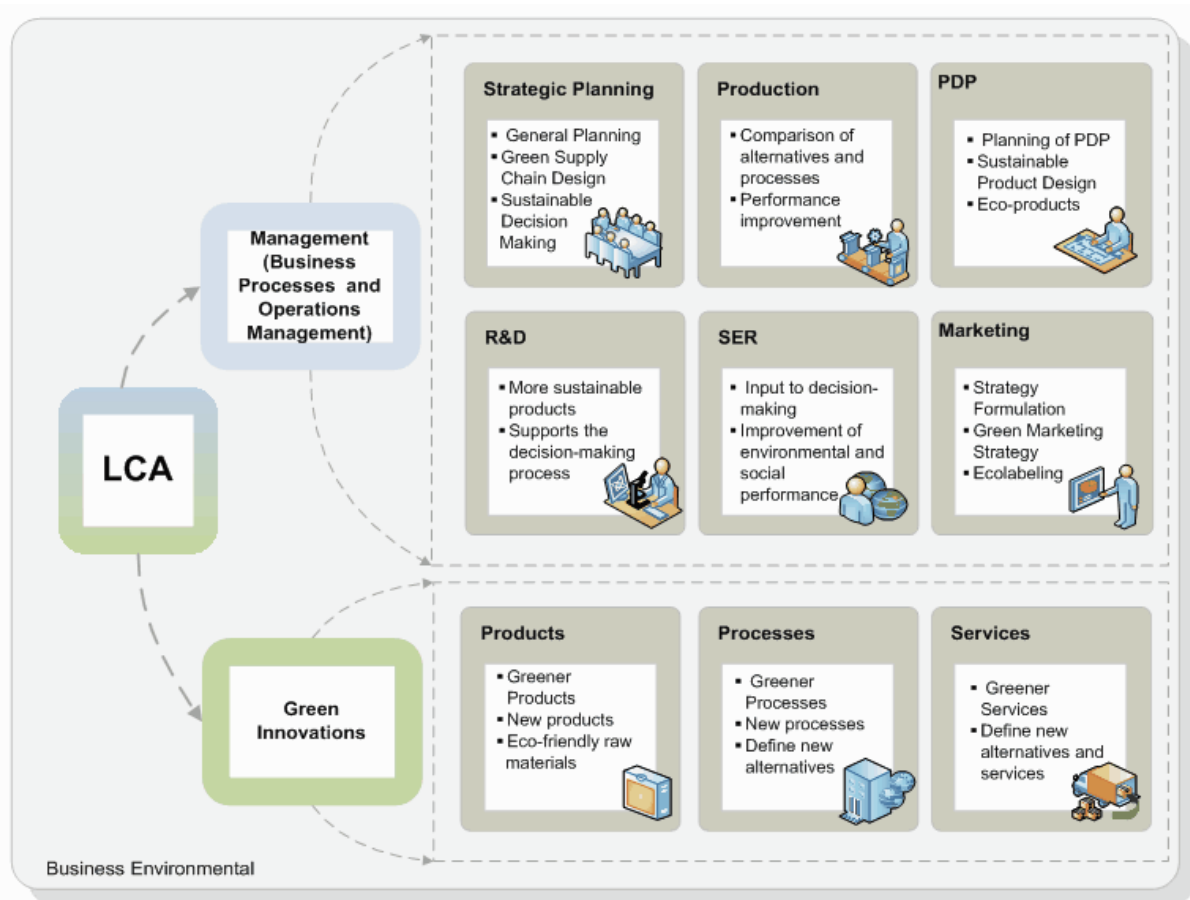 Strategic Planning
▪ General Planning
▪ Green Supply
Chain Design
▪ Sustainable
Decision
Making
Production
▪ Comparison of
alternatives and
processes
▪ Performance
improvement
PDP
▪ Planning of PDP
▪ Sustainable
Product Design
▪ Eco-products
Management
(Business
Processes and
Operations
Management)
R&D
▪ More sustainable
products
▪ Supports the
decision-making
process
SER
▪ Input to decision-
making
▪ Improvement of
environmental and
social
performance
Marketing
▪ Strategy
Formulation
▪ Green Marketing
Strategy
▪ Ecolabeling
LCA
Green
Innovations
Products
▪ Greener
Products
▪ New products
▪ Eco-friendly raw
materials
Processes
▪ Greener
Processes
▪ New processes
▪ Define new
alternatives
Services
▪ Greener
Services
▪ Define new
alternatives and
services
Business Environmental